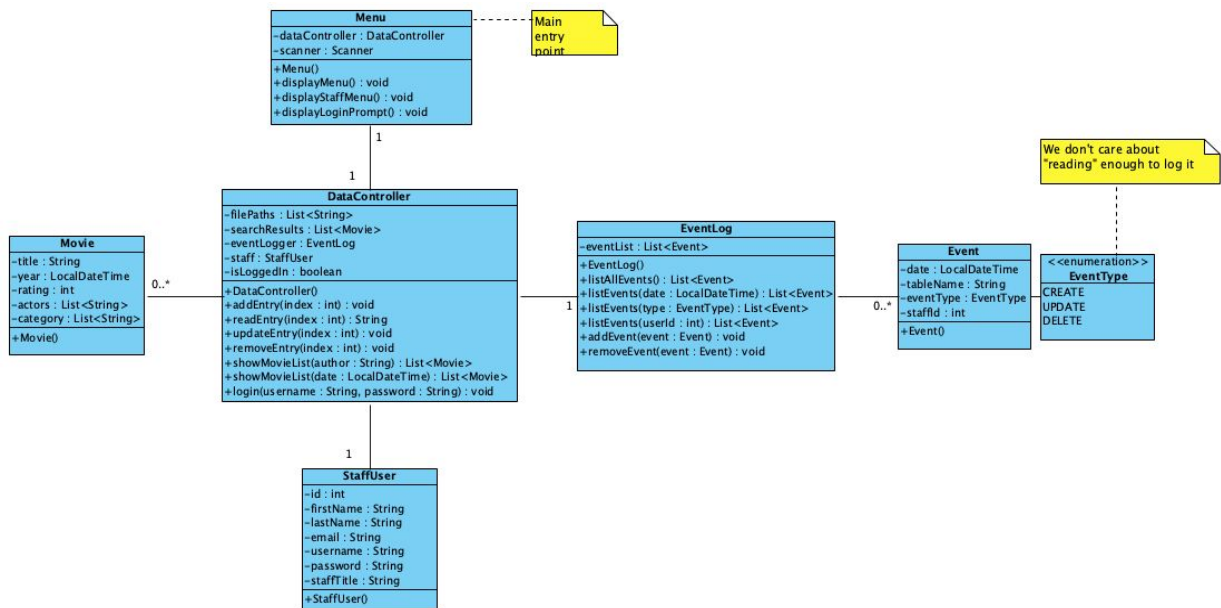 Menu
-dataController : DataController
-scanner : Scanner
+Menu()
+displayMenu() : void
+displayStaffMenu() : void
+displayLoginPrompt() : void
Main
entry
point
1
1
We don't care about
"reading" enough to log it
DataController
-filePaths : List<String>
-searchResults : List<Movie>
-eventLogger : EventLog
-staff : StaffUser
-isLoggedIn : boolean
+DataController()
+addEntry(index : int) : void
+readEntry(index : int) : String
+updateEntry(index : int) : void
+removeEntry(index : int) : void
+showMovieList(author : String) : List<Movie>
+showMovieList(date : LocalDateTime) : List<Movie>
+login(username : String, password : String) : void
Movie
-title : String
-year : LocalDateTime
-rating : int
-actors : List<String>
-category : List<String>
+Movie()
0..*
EventLog
-eventList : List<Event>
+EventLog()
+listAllEvents() : List<Event>
+listEvents(date : LocalDateTime) : List<Event>
+listEvents(type : EventType) : List<Event>
+listEvents(userId : int) : List<Event>
+addEvent(event : Event) : void
+removeEvent(event : Event) : void
1
0..*
Event
-date : LocalDateTime
-tableName : String
-eventType : EventType
-staffId : int
+Event()
<<enumeration>>
EventType
CREATE
UPDATE
DELETE
1
StaffUser
-id : int
-firstName : String
-lastName : String
-email : String
-username : String
-password : String
-staffTitle : String
+StaffUser()